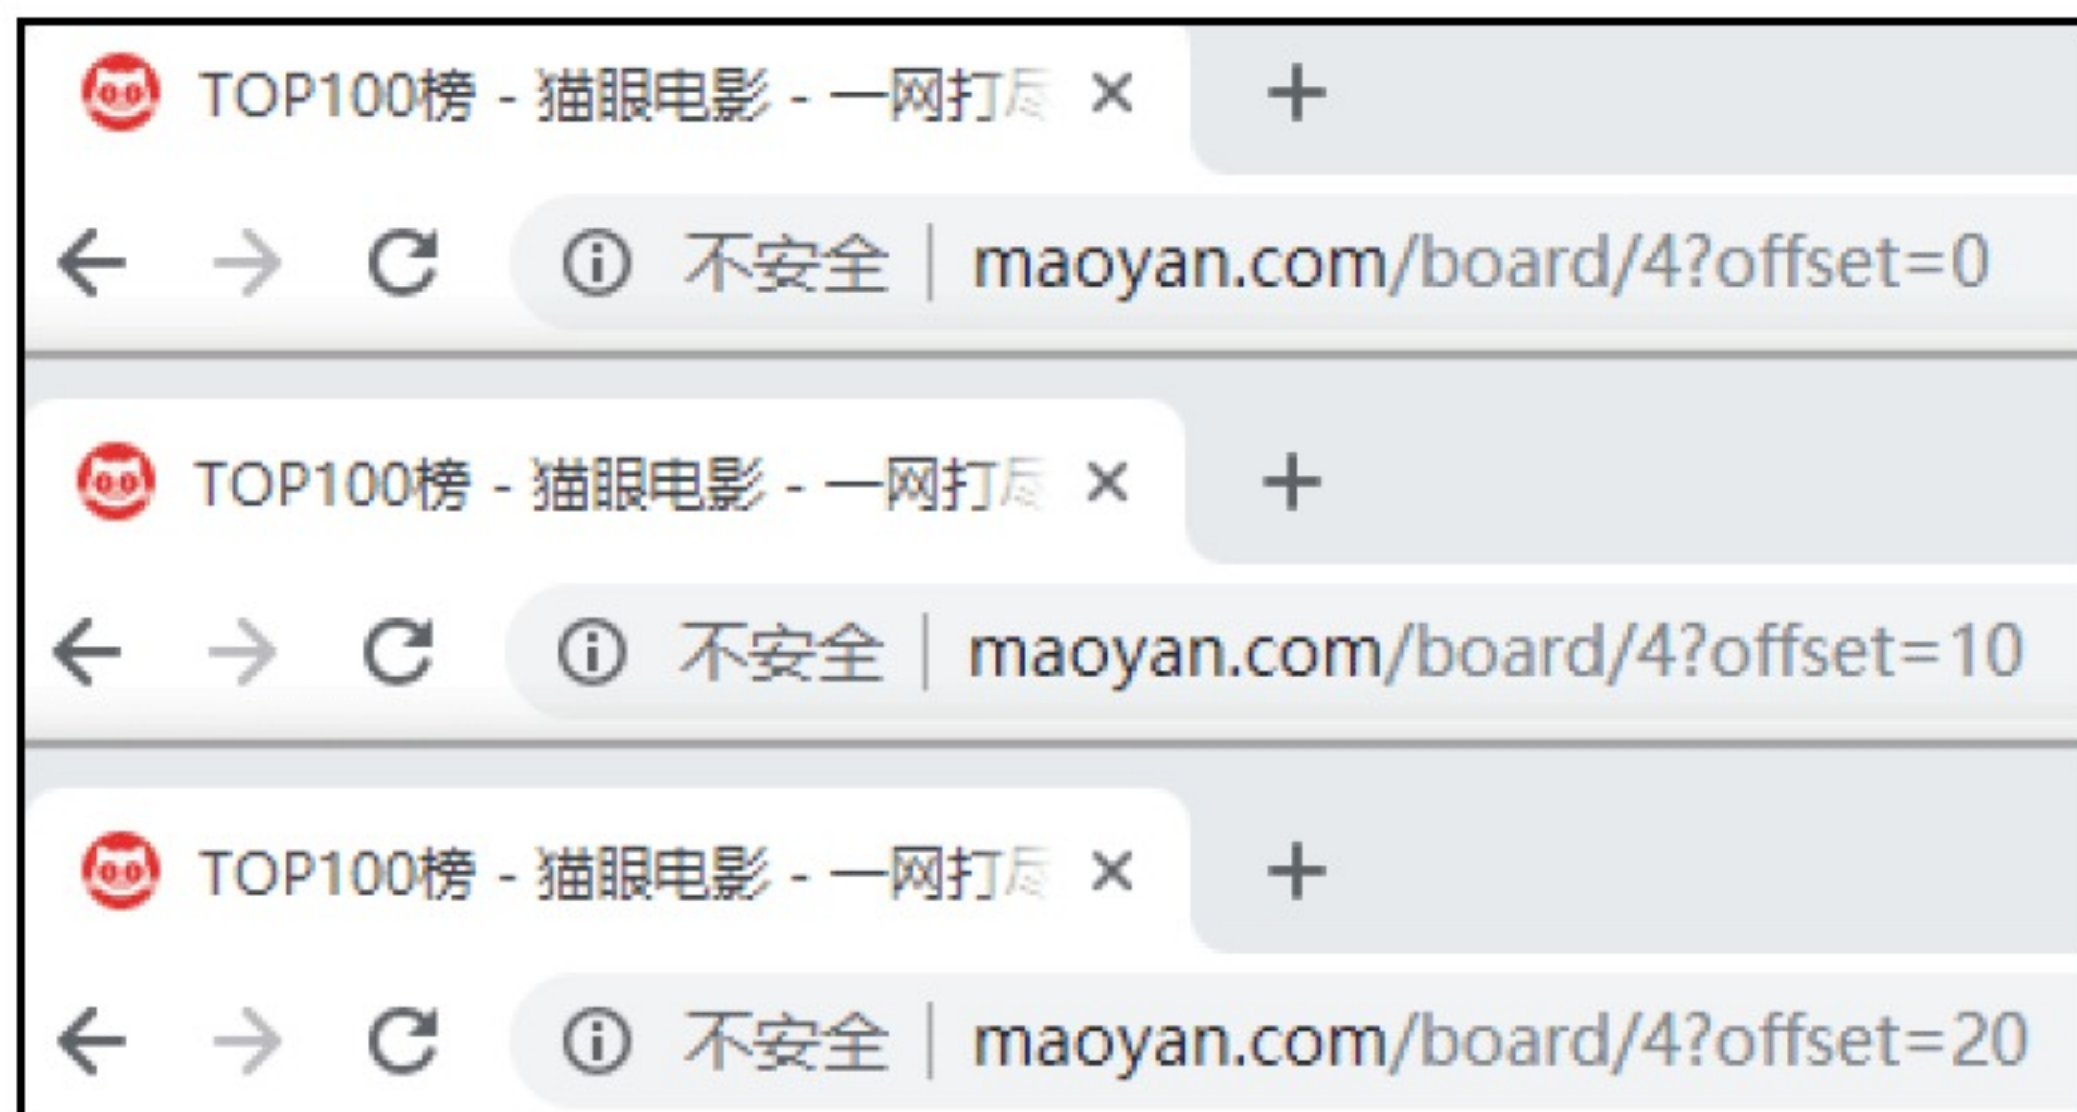 TOP100榜 - 猫眼电影 - 一网打尽
不安全 | maoyan.com/board/4?offset=0
TOP100榜 - 猫眼电影 - 一网打尽
不安全 | maoyan.com/board/4?offset=10
TOP100榜 - 猫眼电影 - 一网打尽
不安全 | maoyan.com/board/4?offset=20